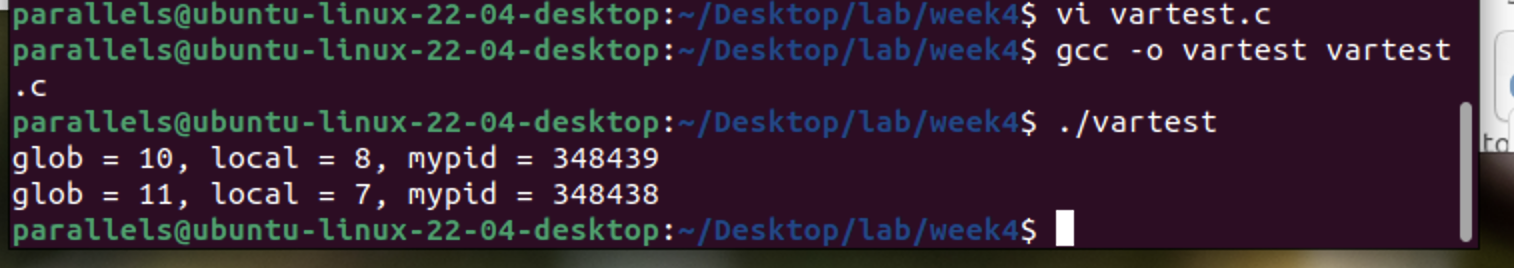 parallels@ubuntu-linux-22-04-desktop:~/Desktop/lab/week4$ vi vartest.c
parallels@ubuntu-linux-22-04-desktop:~/Desktop/lab/week4$ gcc -o vartest vartest
.c
parallels@ubuntu-linux-22-04-desktop:~/Desktop/lab/week4$ ./vartest
glob = 10, local = 8, mypid = 348439
glob = 11, local = 7, mypid = 348438
parallels@ubuntu-linux-22-04-desktop:~/Desktop/lab/week4$